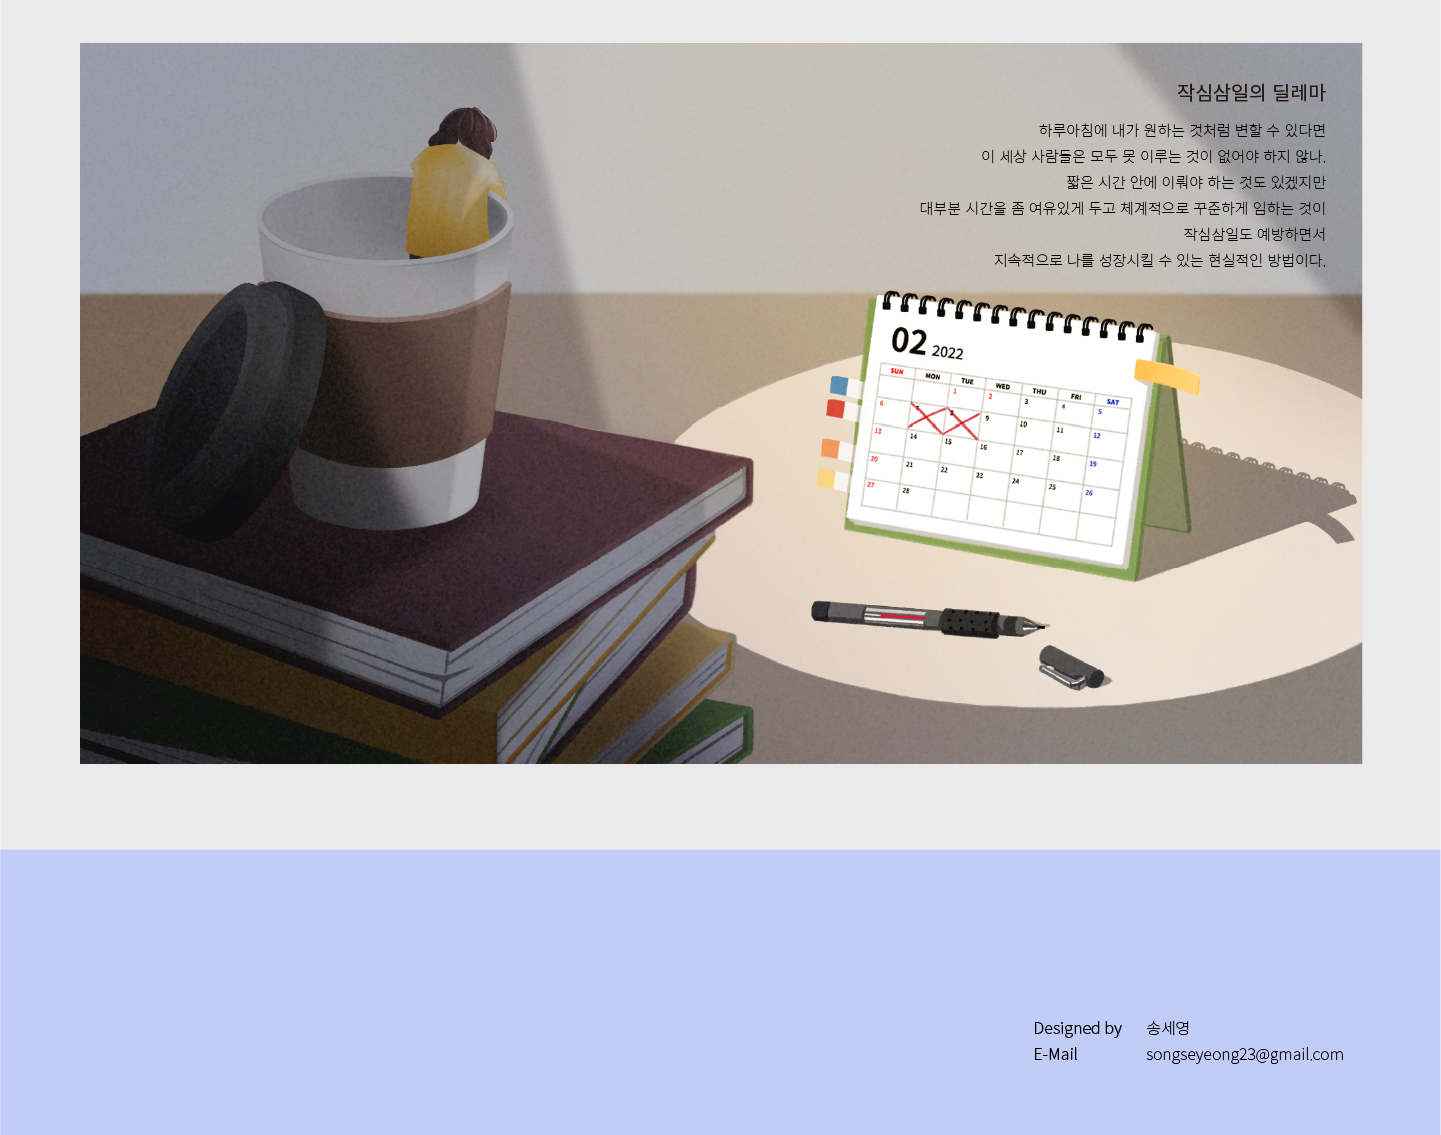 작심삼일의 딜레마
하루아침에 내가 원하는 것처럼 변할 수 있다면
이 세상 사람들은 모두 못 이루는 것이 없어야 하지 않나.
짧은 시간 안에 이뤄야 하는 것도 있겠지만
대부분 시간을 좀 여유있게 두고 체계적으로 꾸준하게 임하는 것이
작심삼일도 예방하면서
지속적으로 나를 성장시킬 수 있는 현실적인 방법이다.
02 2022
SUN MON TUE WED THU FRI SAT
1 2 3 4 5
6 9 10 11 12
13 14 15 16 17 18 19
20 21 22 23 24 25 26
27 28
Designed by 송세영
E-Mail songseyeong23@gmail.com